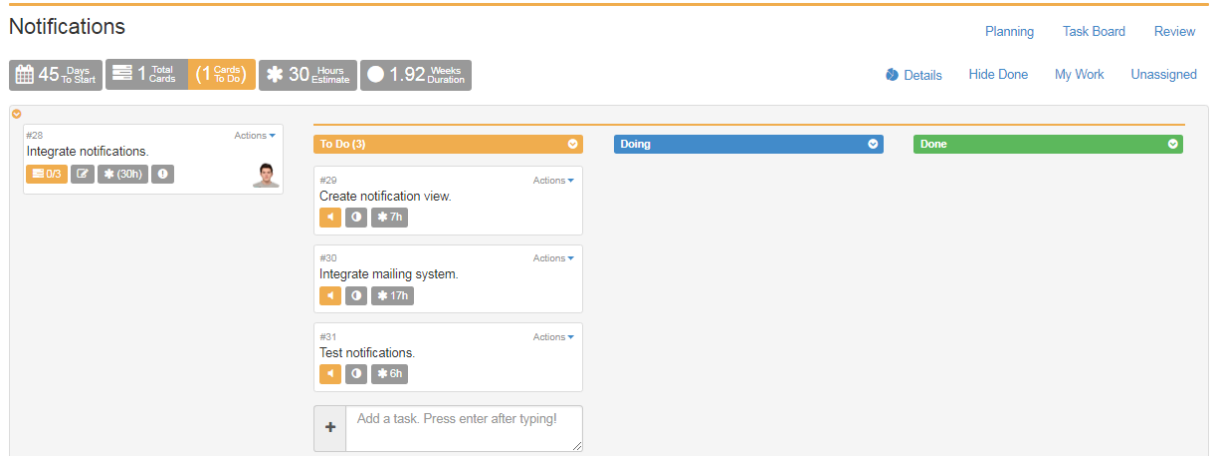 Notifications
Planning Task Board Review
45 Days To Start 1 Total Cards (1 Cards To Do) 30 Hours Estimate 1.92 Weeks Duration
Details Hide Done My Work Unassigned
#28 Actions
Integrate notifications.
0/3 (30h)
To Do (3) Doing Done
#29 Actions
Create notification view.
7h
#30 Actions
Integrate mailing system.
17h
#31 Actions
Test notifications.
6h
+ Add a task. Press enter after typing!